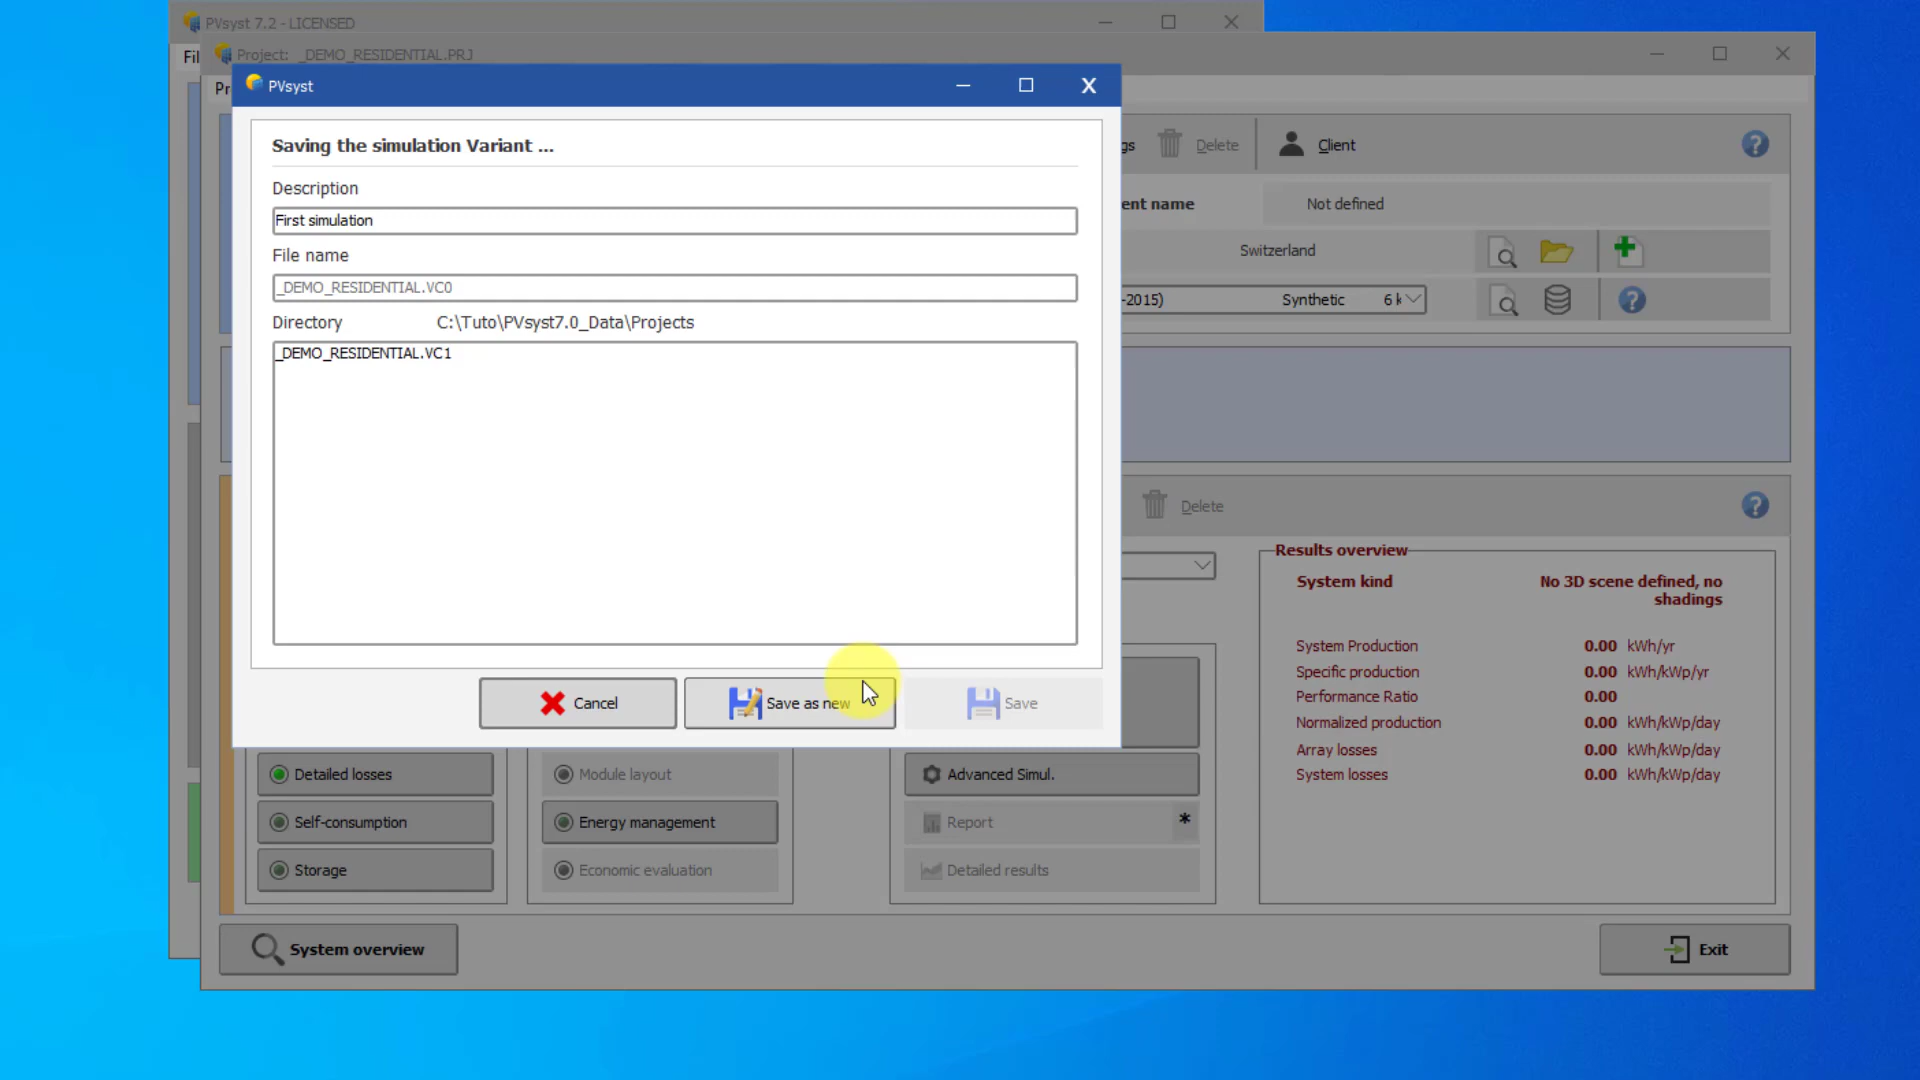 PVsyst 7.2 - LICENSED
Fil
Project: _DEMO_RESIDENTIAL.PRJ
Pr
PVsyst
Saving the simulation Variant ...
Description
First simulation
File name
_DEMO_RESIDENTIAL.VC0
Directory C:\Tuto\PVsyst7.0_Data\Projects
_DEMO_RESIDENTIAL.VC1
Cancel
Save as new
Save
gs
Delete
Client
ent name
Not defined
Switzerland
-2015) Synthetic 6 k
Delete
Results overview
System kind
No 3D scene defined, no
shadings
System Production 0.00 kWh/yr
Specific production 0.00 kWh/kWp/yr
Performance Ratio 0.00
Normalized production 0.00 kWh/kWp/day
Array losses 0.00 kWh/kWp/day
System losses 0.00 kWh/kWp/day
Detailed losses
Module layout
Advanced Simul.
Self-consumption
Energy management
Report *
Storage
Economic evaluation
Detailed results
System overview
Exit